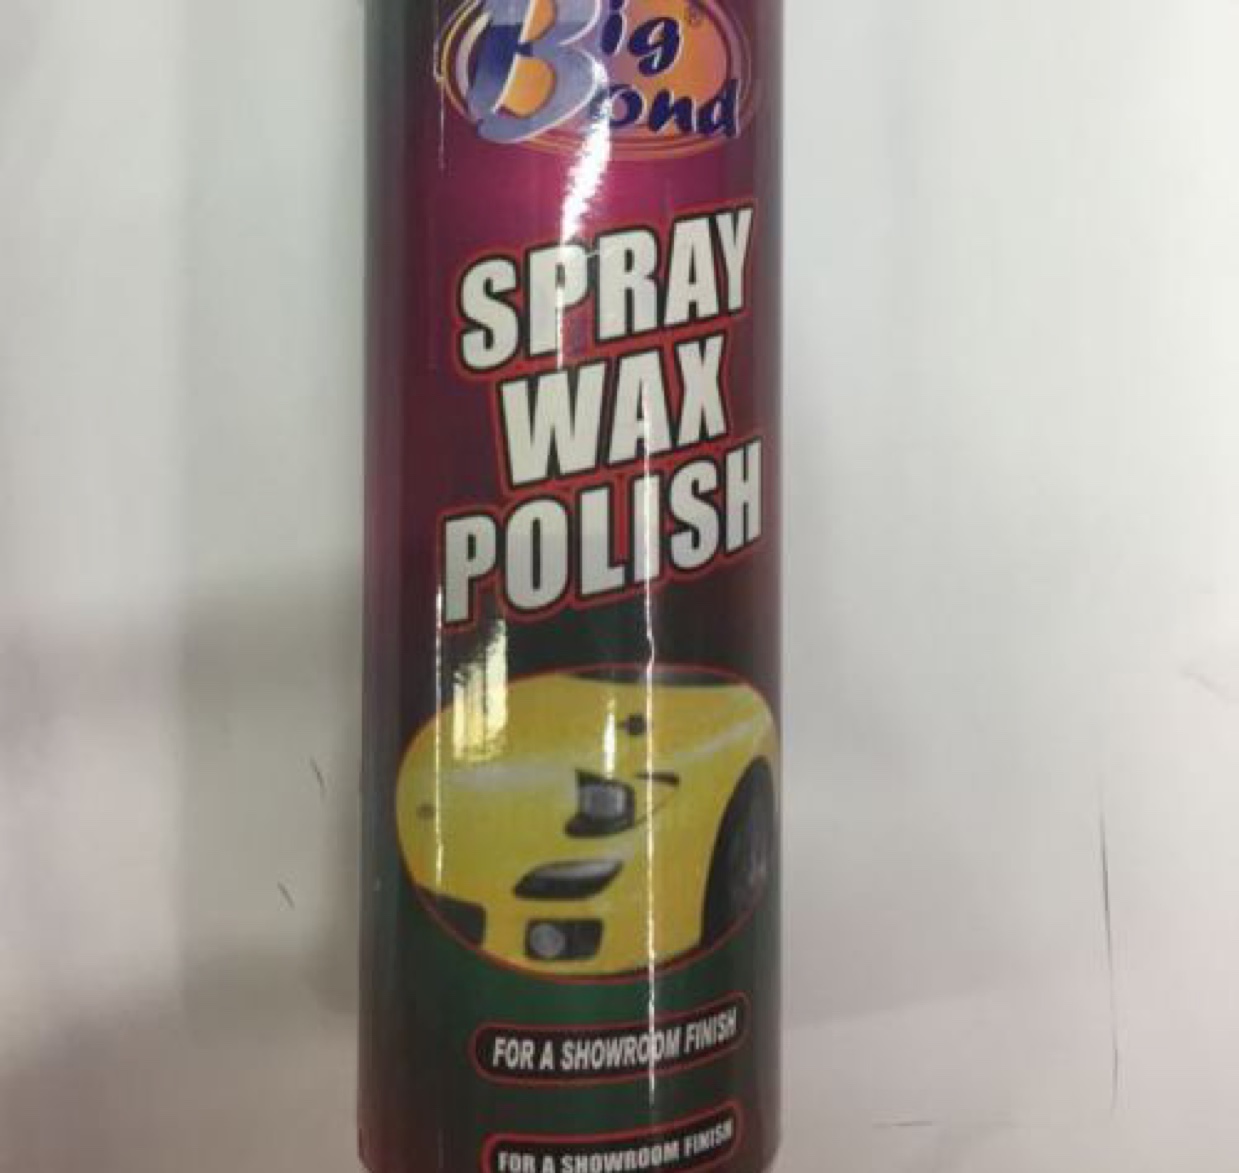 Big
Bond
®
SPRAY
WAX
POLISH
FOR A SHOWROOM FINISH
FOR A SHOWROOM FINISH